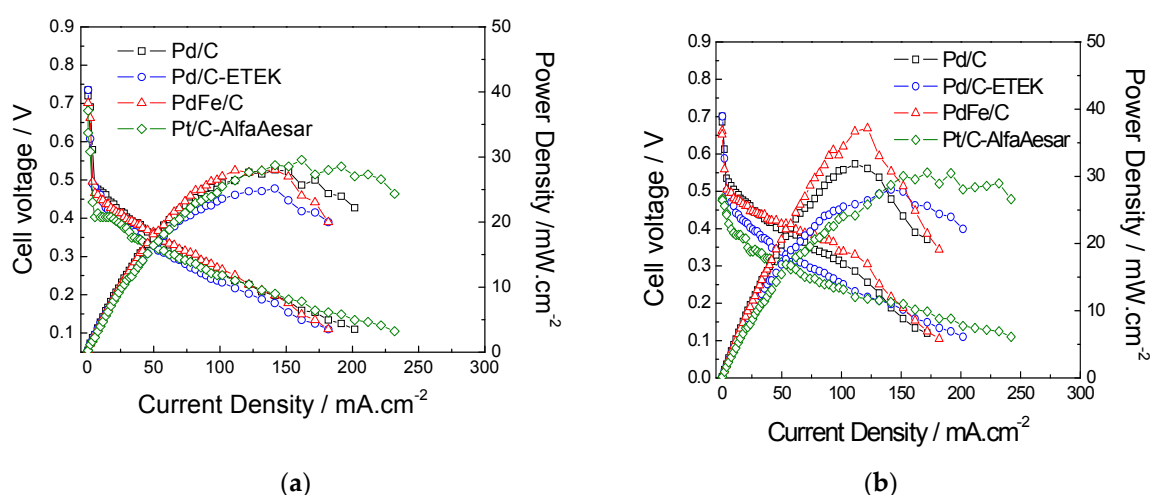 0.9
0.8
0.7
0.6
0.5
0.4
0.3
0.2
0.1
Cell voltage / V
Pd/C
Pd/C-ETEK
PdFe/C
Pt/C-AlfaAesar
50
40
30
20
10
0
Power Density /mW.cm-2
0 50 100 150 200 250 300
Current Density / mA.cm-2
(a)
0.9
0.8
0.7
0.6
0.5
0.4
0.3
0.2
0.1
0.0
Cell voltage / V
Pd/C
Pd/C-ETEK
PdFe/C
Pt/C-AlfaAesar
50
40
30
20
10
0
Power Density / mW.cm-2
0 50 100 150 200 250 300
Current Density / mA.cm-2
(b)